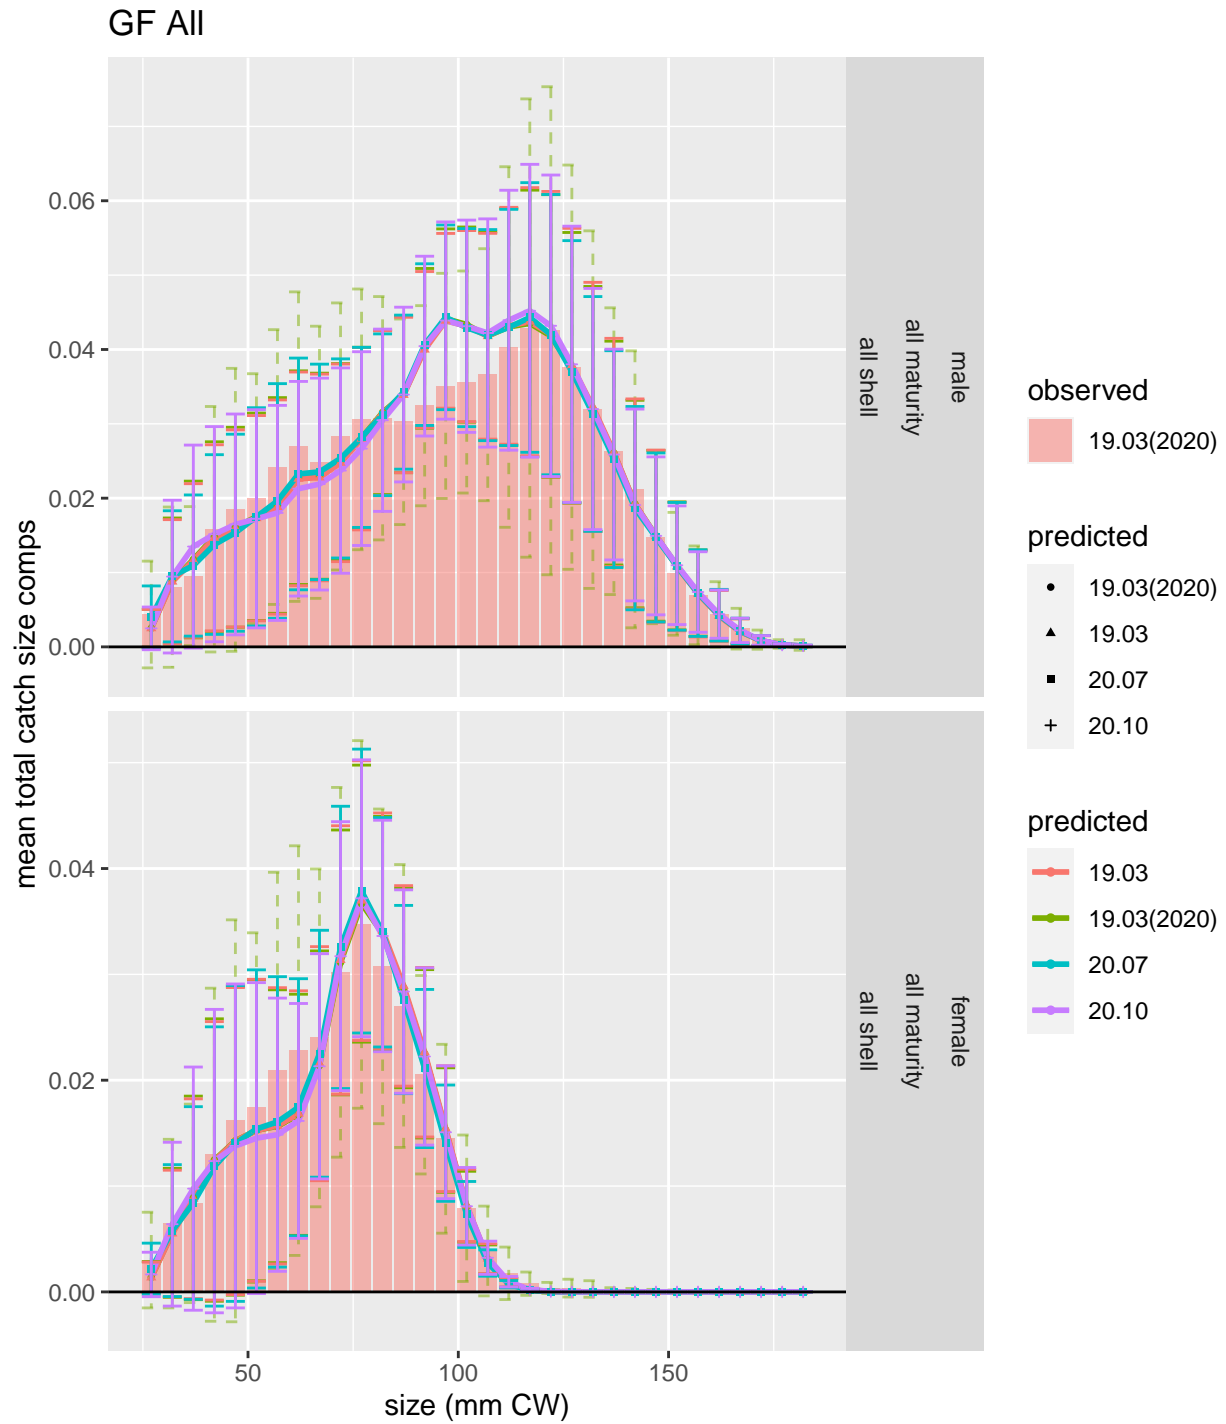 GF All
mean total catch size comps
0.06
0.04
0.02
0.00
all shell
all maturity
male
0.04
0.02
0.00
all shell
all maturity
female
50
100
150
size (mm CW)
observed
19.03(2020)
predicted
19.03(2020)
19.03
20.07
20.10
predicted
19.03
19.03(2020)
20.07
20.10